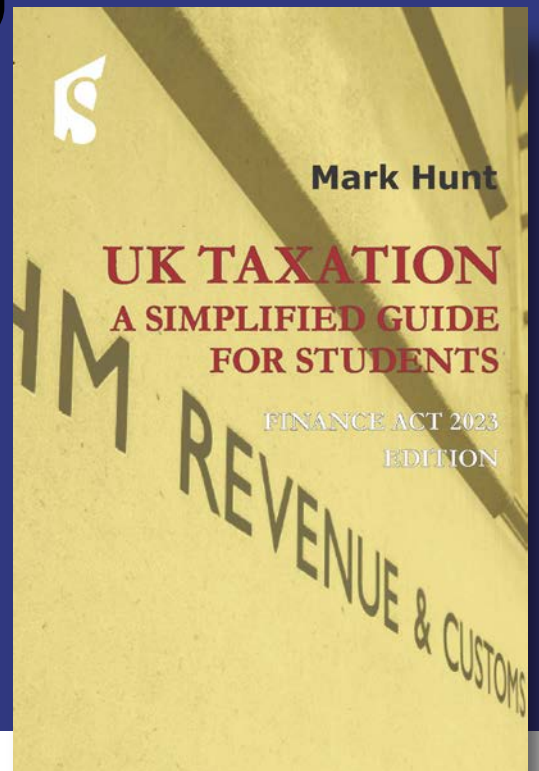 Mark Hunt
UK TAXATION
A SIMPLIFIED GUIDE
FOR STUDENTS
FINANCE ACT 2023
EDITION
HM REVENUE & CUSTOMS